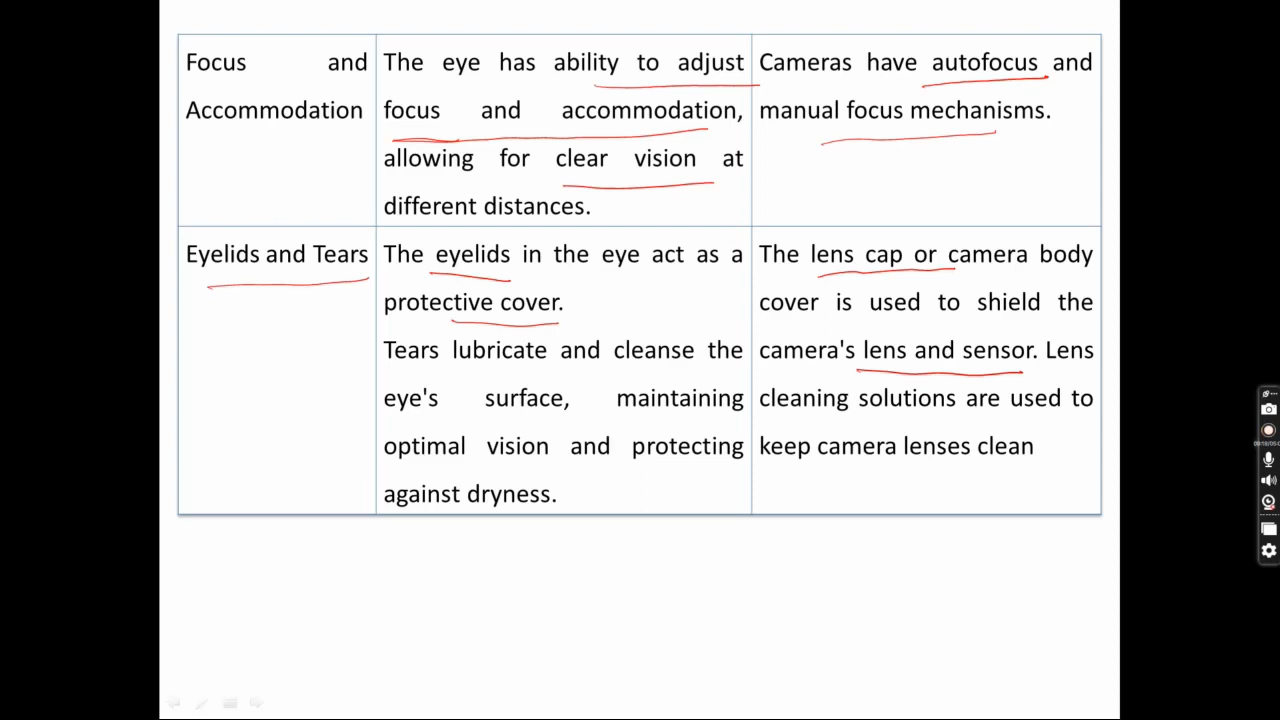 Focus and
Accommodation
The eye has ability to adjust
focus and accommodation,
allowing for clear vision at
different distances.
Cameras have autofocus and
manual focus mechanisms.
Eyelids and Tears
The eyelids in the eye act as a
protective cover.
Tears lubricate and cleanse the
eye's surface, maintaining
optimal vision and protecting
against dryness.
The lens cap or camera body
cover is used to shield the
camera's lens and sensor. Lens
cleaning solutions are used to
keep camera lenses clean